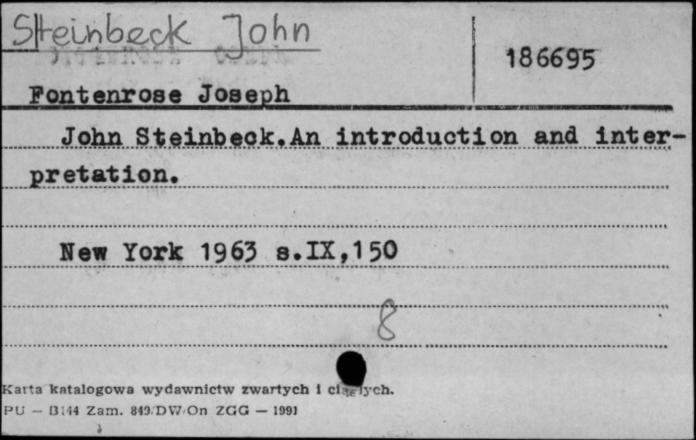 Steinbeck John
186695
Fontenrose Joseph
John Steinbeck.An introduction and inter-
pretation.
New York 1963 s.IX,150
8
Karta katalogowa wydawnictw zwartych i ciągłych.
PU — B144 Zam. 849/DW/On ZGG — 1991